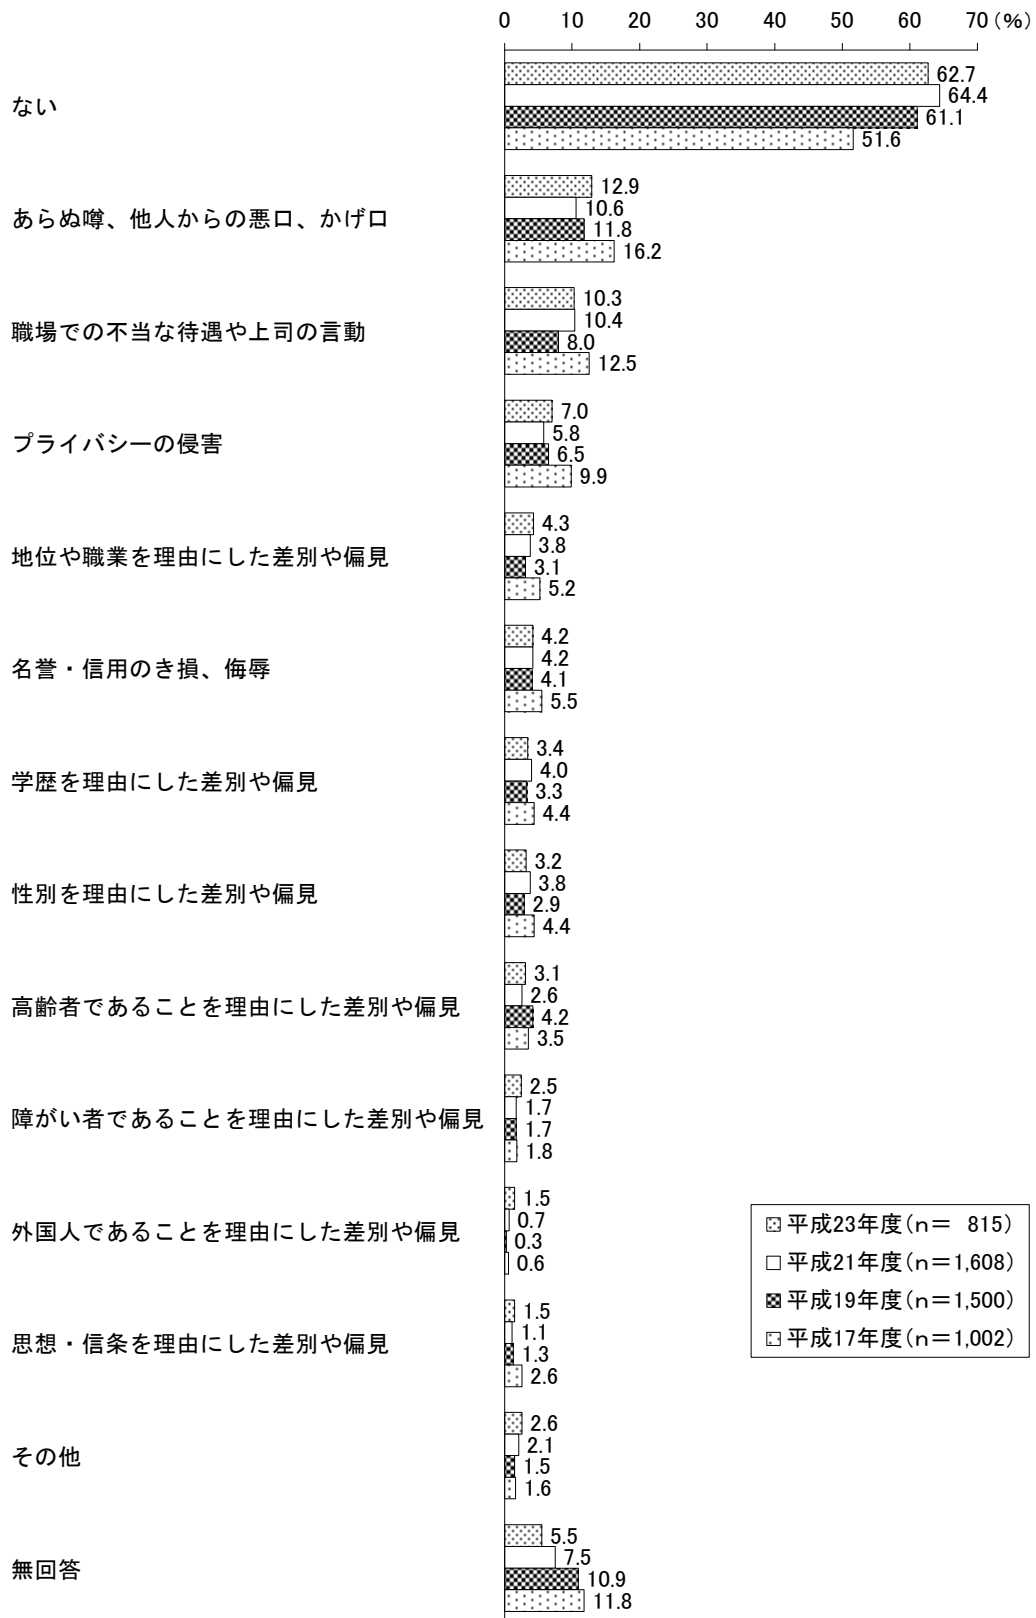 0 10 20 30 40 50 60 70 (%)
ない
62.7
64.4
61.1
51.6
あらぬ噂、他人からの悪口、かげ口
12.9
10.6
11.8
16.2
職場での不当な待遇や上司の言動
10.3
10.4
8.0
12.5
プライバシーの侵害
7.0
5.8
6.5
9.9
地位や職業を理由にした差別や偏見
4.3
3.8
3.1
5.2
名誉・信用のき損、侮辱
4.2
4.2
4.1
5.5
学歴を理由にした差別や偏見
3.4
4.0
3.3
4.4
性別を理由にした差別や偏見
3.2
3.8
2.9
4.4
高齢者であることを理由にした差別や偏見
3.1
2.6
4.2
3.5
障がい者であることを理由にした差別や偏見
2.5
1.7
1.7
1.8
外国人であることを理由にした差別や偏見
1.5
0.7
0.3
0.6
思想・信条を理由にした差別や偏見
1.5
1.1
1.3
2.6
その他
2.6
2.1
1.5
1.6
無回答
5.5
7.5
10.9
11.8
平成23年度(n= 815)
平成21年度(n=1,608)
平成19年度(n=1,500)
平成17年度(n=1,002)